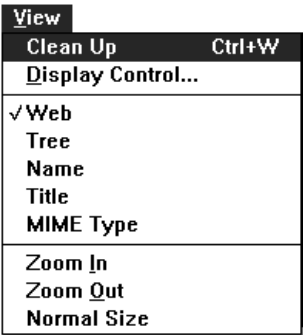 View
Clean Up Ctrl+W
Display Control...
√Web
Tree
Name
Title
MIME Type
Zoom In
Zoom Out
Normal Size